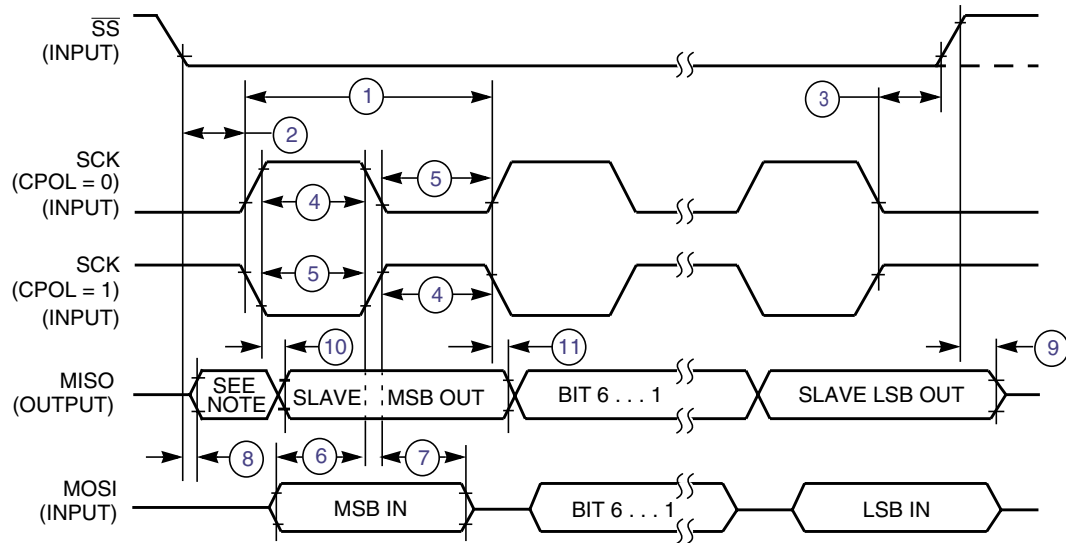 SS
(INPUT)
1
3
2
SCK
(CPOL = 0)
(INPUT)
5
4
SCK
(CPOL = 1)
(INPUT)
5
4
10
11
9
MISO
(OUTPUT)
SEE
NOTE
SLAVE
MSB OUT
BIT 6 . . . 1
SLAVE LSB OUT
8
6
7
MOSI
(INPUT)
MSB IN
BIT 6 . . . 1
LSB IN